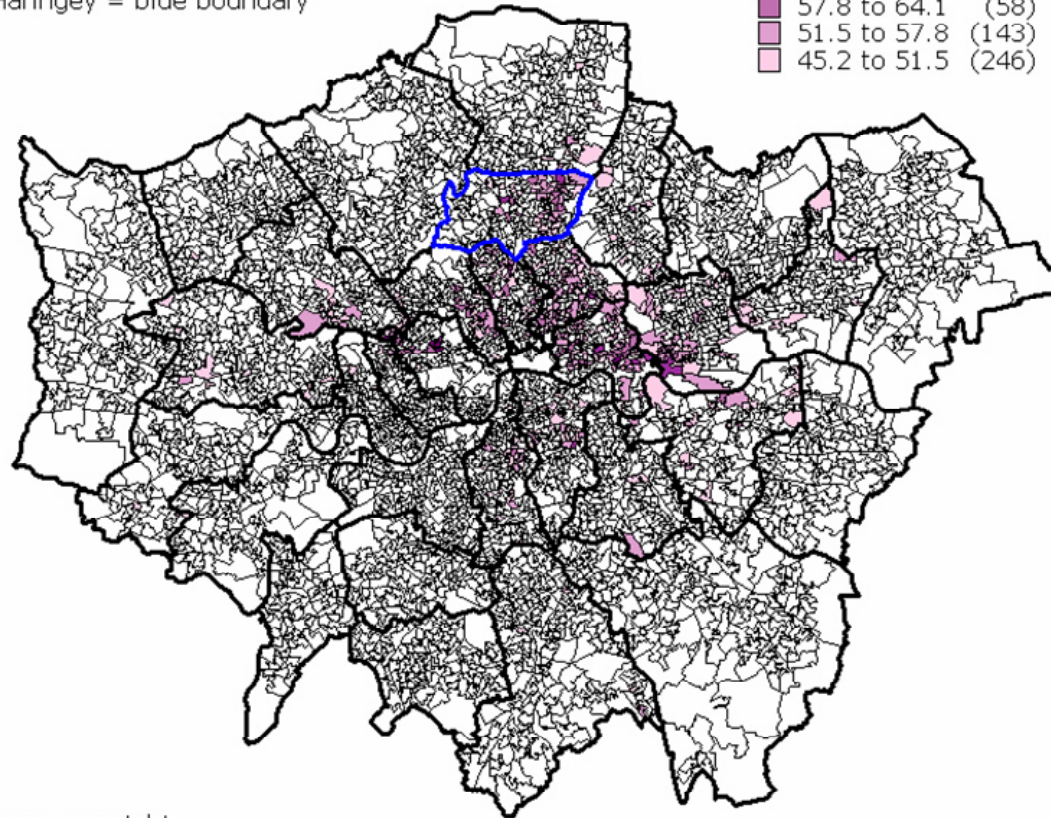 Haringey = blue boundary
57.8 to 64.1 (58)
51.5 to 57.8 (143)
45.2 to 51.5 (246)